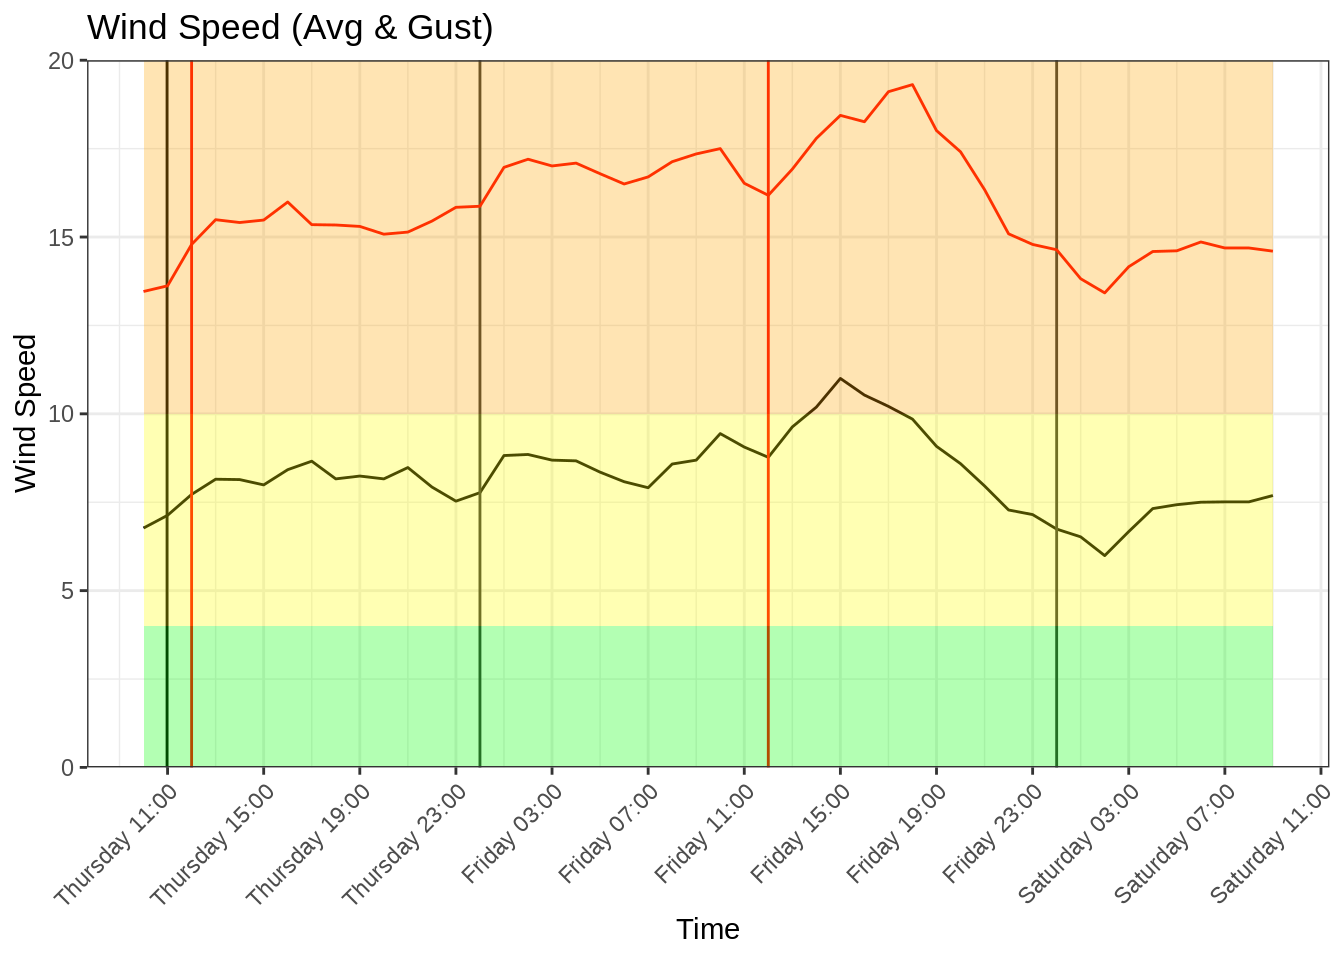 Wind Speed (Avg & Gust)
Wind Speed
20
15
10
5
0
Thursday 11:00
Thursday 15:00
Thursday 19:00
Thursday 23:00
Friday 03:00
Friday 07:00
Friday 11:00
Friday 15:00
Friday 19:00
Friday 23:00
Saturday 03:00
Saturday 07:00
Saturday 11:00
Time